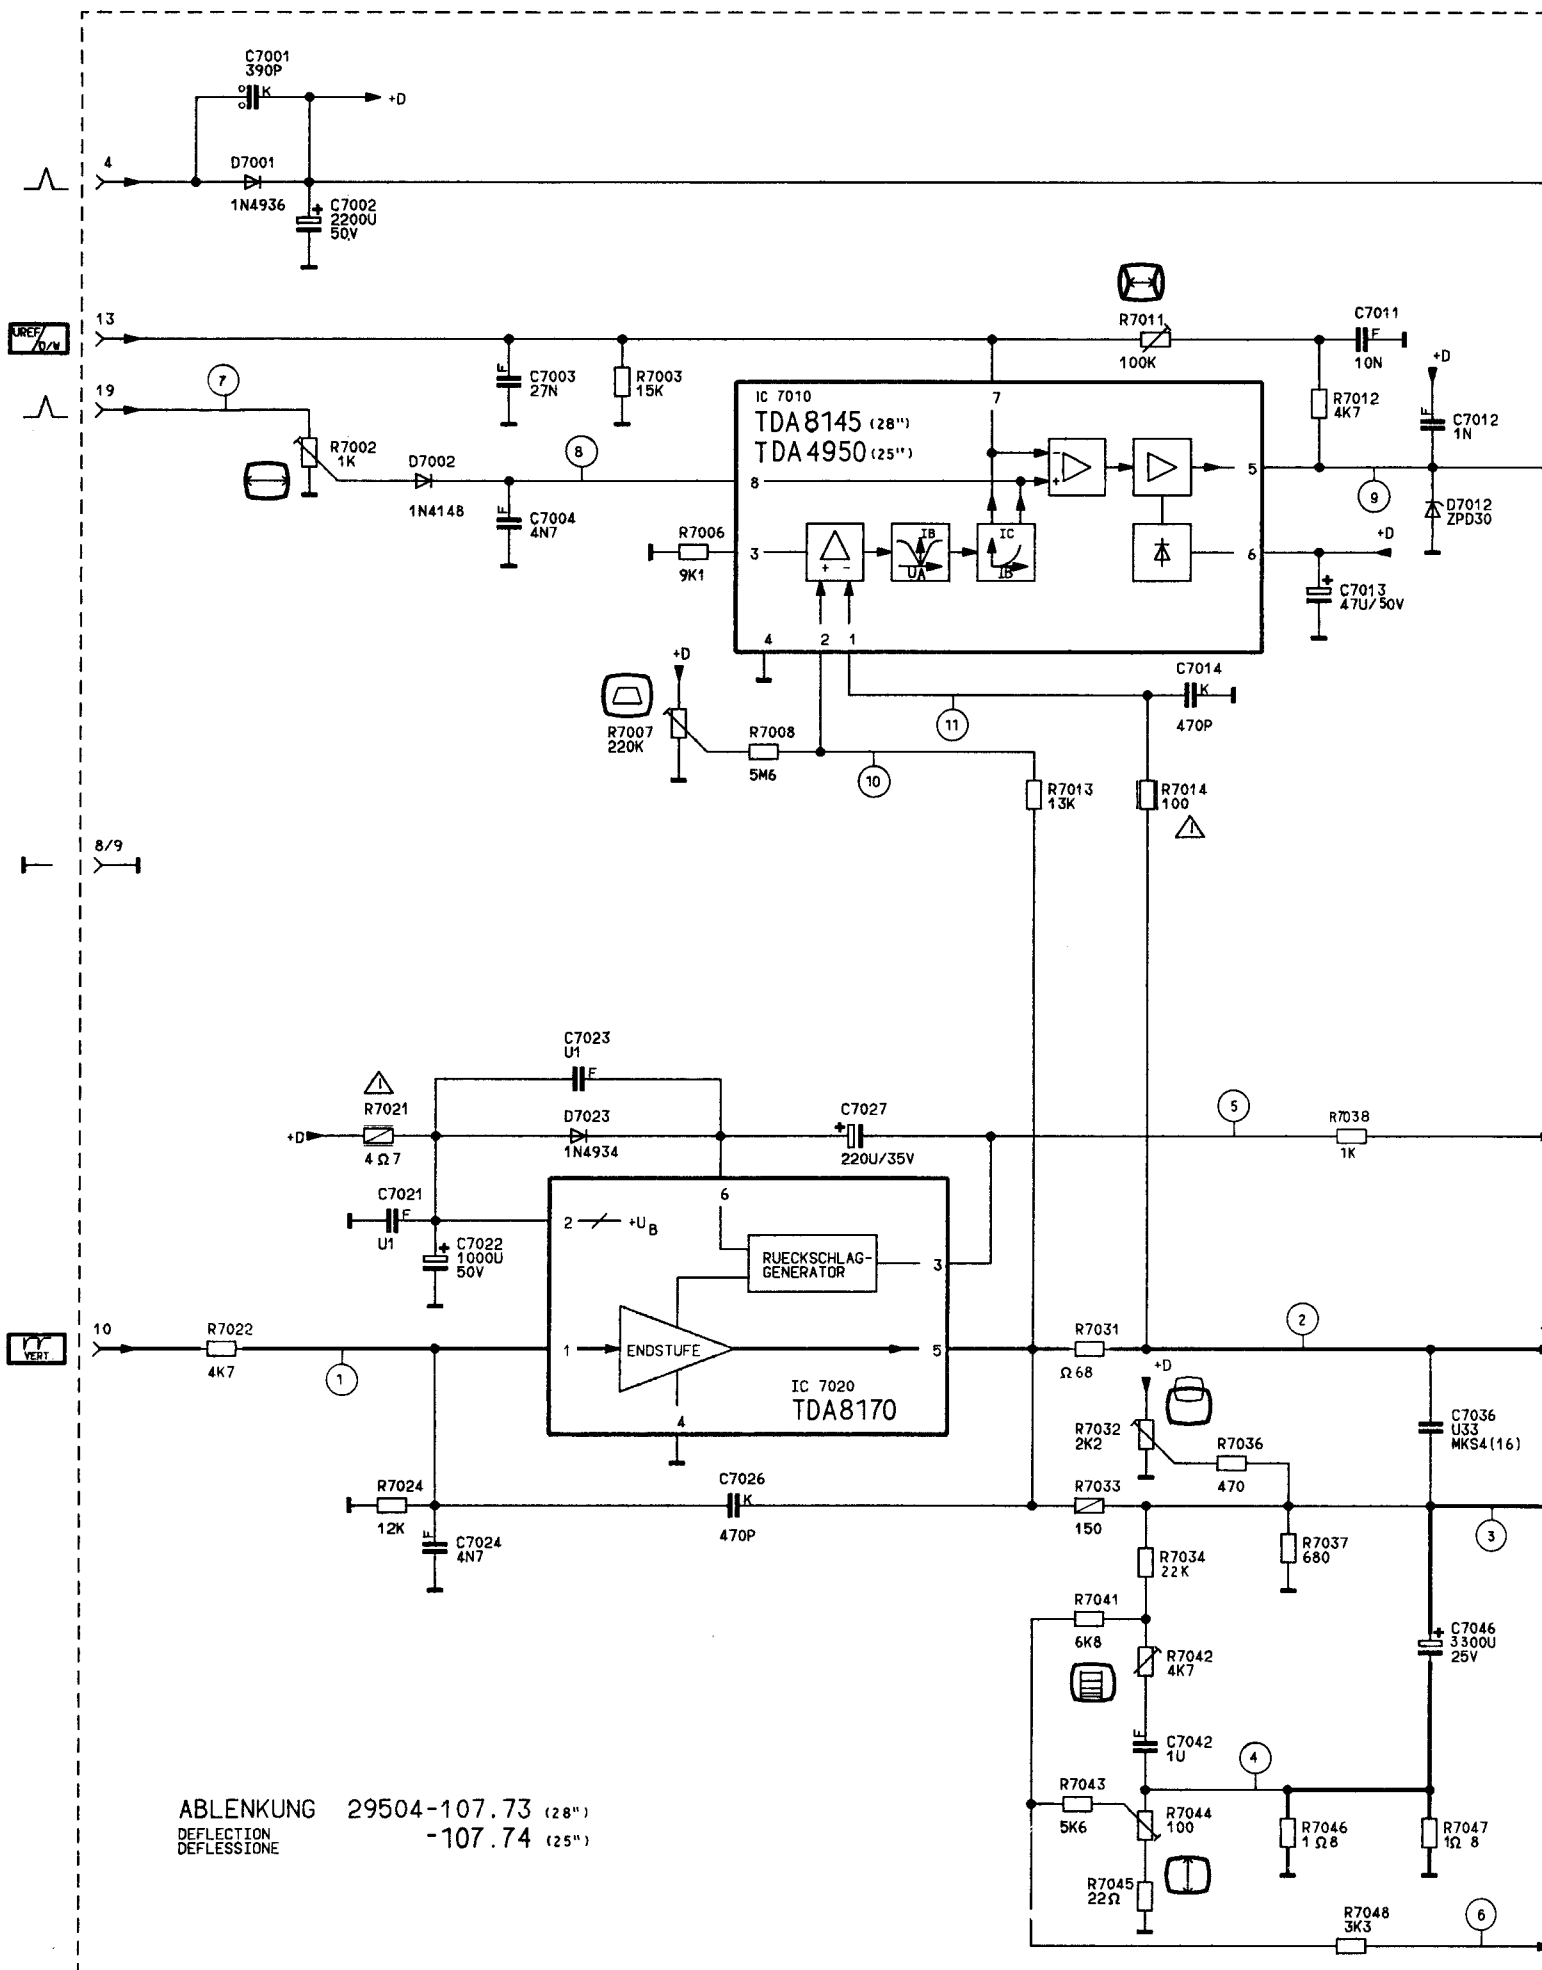 C7001
390P
K
+D
4
D7001
1N4936
+
C7002
2200U
50V
UREF/
O/W
13
R7011
100K
C7011
F
10N
+D
19
7
R7002
1K
D7002
1N4148
8
F
C7003
27N
R7003
15K
F
C7004
4N7
IC 7010
TDA8145 (28")
TDA4950 (25")
7
8
3
4
2
1
5
6
-
+
+ -
IB
UA
IC
IB
R7012
4K7
F
C7012
1N
9
D7012
ZPD30
+D
+
C7013
47U/50V
R7006
9K1
+D
R7007
220K
R7008
5M6
10
11
C7014
K
470P
R7013
13K
R7014
100
8/9
C7023
U1
F
R7021
+D
4Ω7
D7023
1N4934
C7027
+
220U/35V
5
R7038
1K
C7021
F
U1
+
C7022
1000U
50V
2
+UB
6
RUECKSCHLAG-
GENERATOR
3
VERT.
10
R7022
4K7
1
1
ENDSTUFE
5
4
IC 7020
TDA8170
R7031
Ω68
2
+D
R7032
2K2
R7036
470
C7036
U33
MKS4(16)
R7024
12K
F
C7024
4N7
C7026
K
470P
R7033
150
3
R7034
22K
R7037
680
R7041
6K8
R7042
4K7
+
C7046
3300U
25V
F
C7042
1U
4
R7043
5K6
R7044
100
R7046
1Ω8
R7047
1Ω8
R7045
22Ω
R7048
3K3
6
ABLENKUNG 29504-107.73 (28")
DEFLECTION -107.74 (25")
DEFLESSIONE